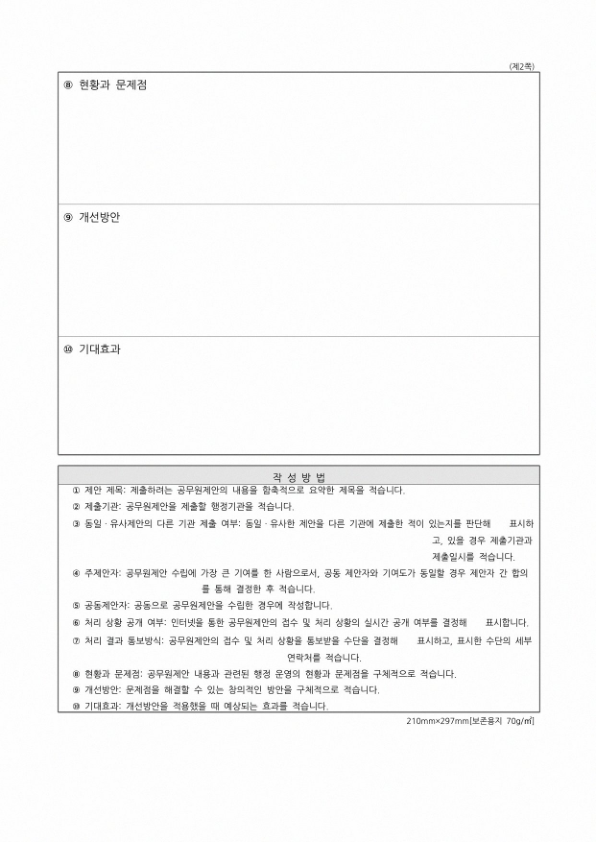 (제2쪽)
⑧ 현황과 문제점
⑨ 개선방안
⑩ 기대효과
작 성 방 법
① 제안 제목: 제출하려는 공무원제안의 내용을 함축적으로 요약한 제목을 적습니다.
② 제출기관: 공무원제안을 제출할 행정기관을 적습니다.
③ 동일ㆍ유사제안의 다른 기관 제출 여부: 동일ㆍ유사한 제안을 다른 기관에 제출한 적이 있는지를 판단해 표시하
고, 있을 경우 제출기관과
제출일시를 적습니다.
④ 주제안자: 공무원제안 수립에 가장 큰 기여를 한 사람으로서, 공동 제안자와 기여도가 동일할 경우 제안자 간 합의
를 통해 결정한 후 적습니다.
⑤ 공동제안자: 공동으로 공무원제안을 수립한 경우에 작성합니다.
⑥ 처리 상황 공개 여부: 인터넷을 통한 공무원제안의 접수 및 처리 상황의 실시간 공개 여부를 결정해 표시합니다.
⑦ 처리 결과 통보방식: 공무원제안의 접수 및 처리 상황을 통보받을 수단을 결정해 표시하고, 표시한 수단의 세부
연락처를 적습니다.
⑧ 현황과 문제점: 공무원제안 내용과 관련된 행정 운영의 현황과 문제점을 구체적으로 적습니다.
⑨ 개선방안: 문제점을 해결할 수 있는 창의적인 방안을 구체적으로 적습니다.
⑩ 기대효과: 개선방안을 적용했을 때 예상되는 효과를 적습니다.
210mm×297mm[보존용지 70g/㎡]